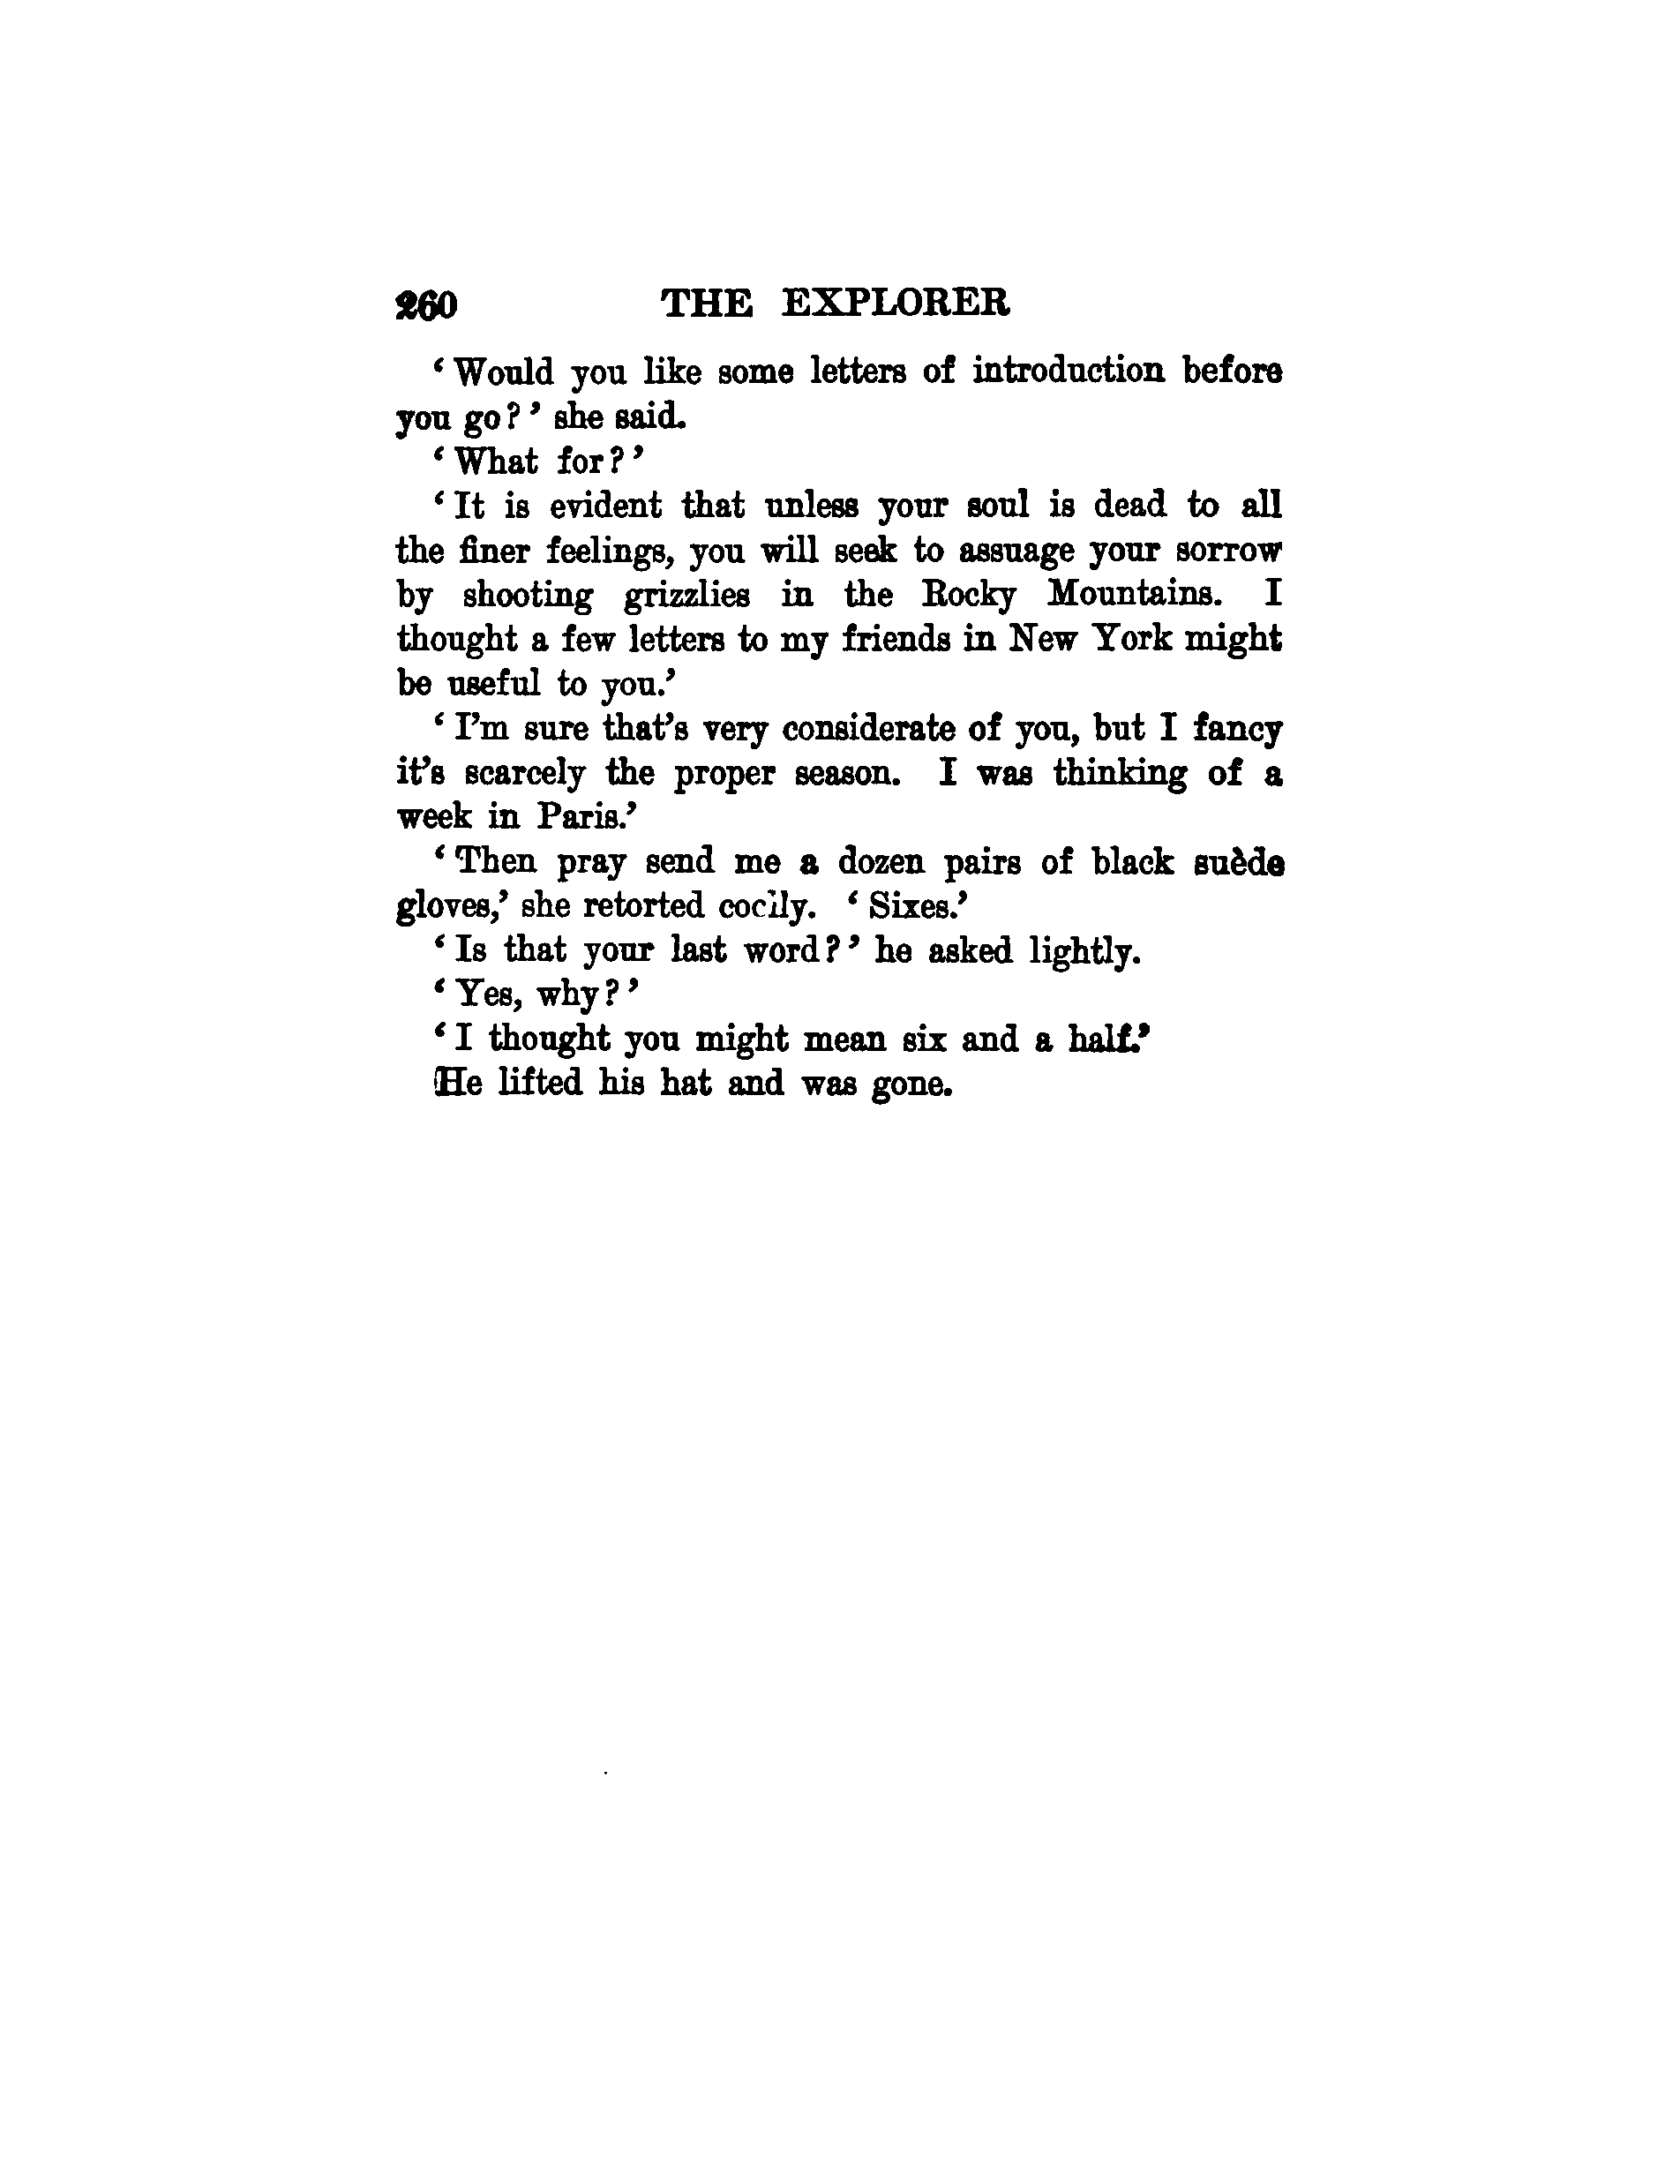 260 THE EXPLORER
‘Would you like some letters of introduction before
you go?’ she said.
‘What for?’
‘It is evident that unless your soul is dead to all
the finer feelings, you will seek to assuage your sorrow
by shooting grizzlies in the Rocky Mountains. I
thought a few letters to my friends in New York might
be useful to you.’
‘I’m sure that’s very considerate of you, but I fancy
it’s scarcely the proper season. I was thinking of a
week in Paris.’
‘Then pray send me a dozen pairs of black suède
gloves,’ she retorted coolly. ‘Sixes.’
‘Is that your last word?’ he asked lightly.
‘Yes, why?’
‘I thought you might mean six and a half.’
He lifted his hat and was gone.